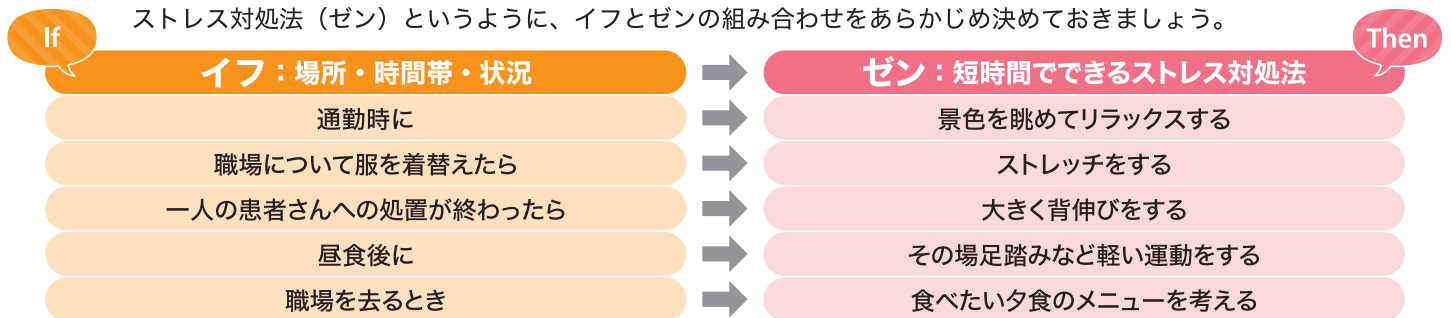 ストレス対処法（ゼン）というように、イフとゼンの組み合わせをあらかじめ決めておきましょう。
If
Then
イフ：場所・時間帯・状況
ゼン：短時間でできるストレス対処法
通勤時に
景色を眺めてリラックスする
職場について服を着替えたら
ストレッチをする
一人の患者さんへの処置が終わったら
大きく背伸びをする
昼食後に
その場足踏みなど軽い運動をする
職場を去るとき
食べたい夕食のメニューを考える